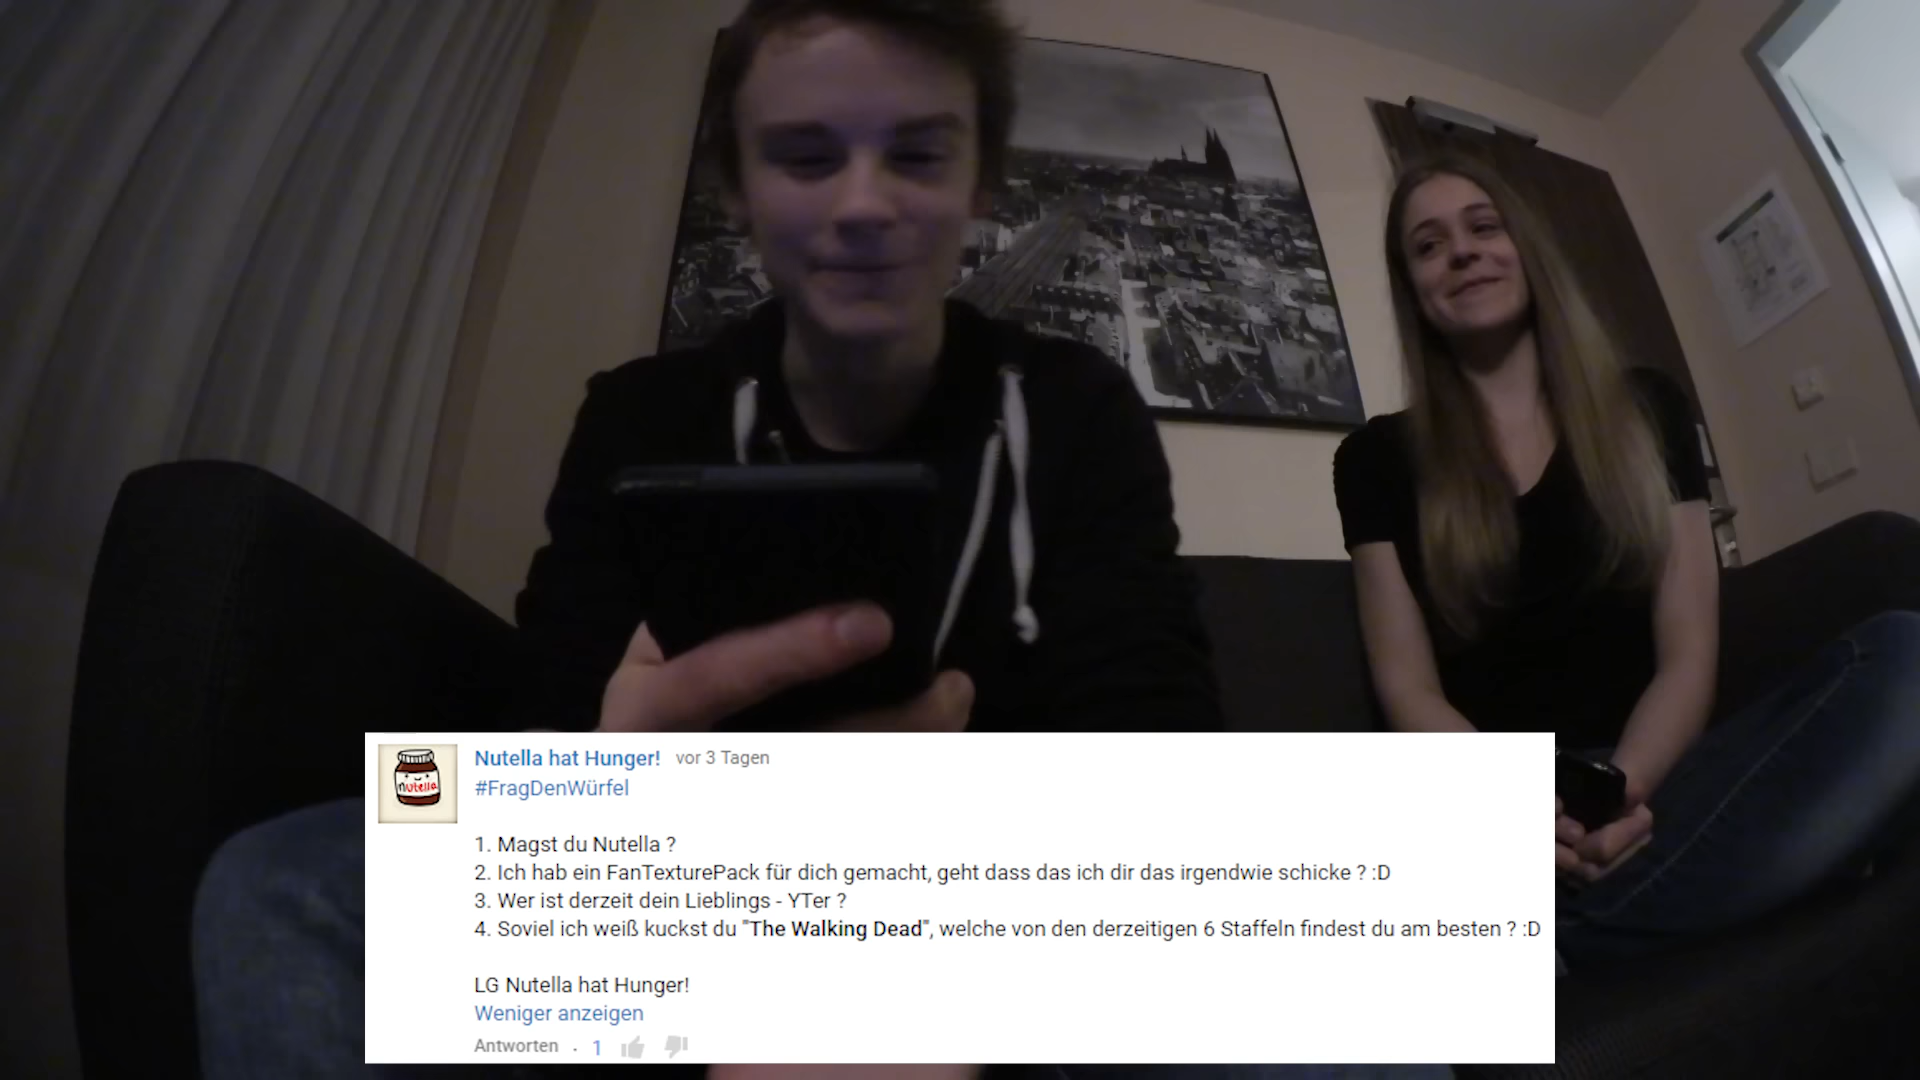 Nutella hat Hunger! vor 3 Tagen
#FragDenWürfel
nutella
1. Magst du Nutella ?
2. Ich hab ein FanTexturePack für dich gemacht, geht dass das ich dir das irgendwie schicke ? :D
3. Wer ist derzeit dein Lieblings - YTer ?
4. Soviel ich weiß kuckst du "The Walking Dead", welche von den derzeitigen 6 Staffeln findest du am besten ? :D
LG Nutella hat Hunger!
Weniger anzeigen
Antworten . 1